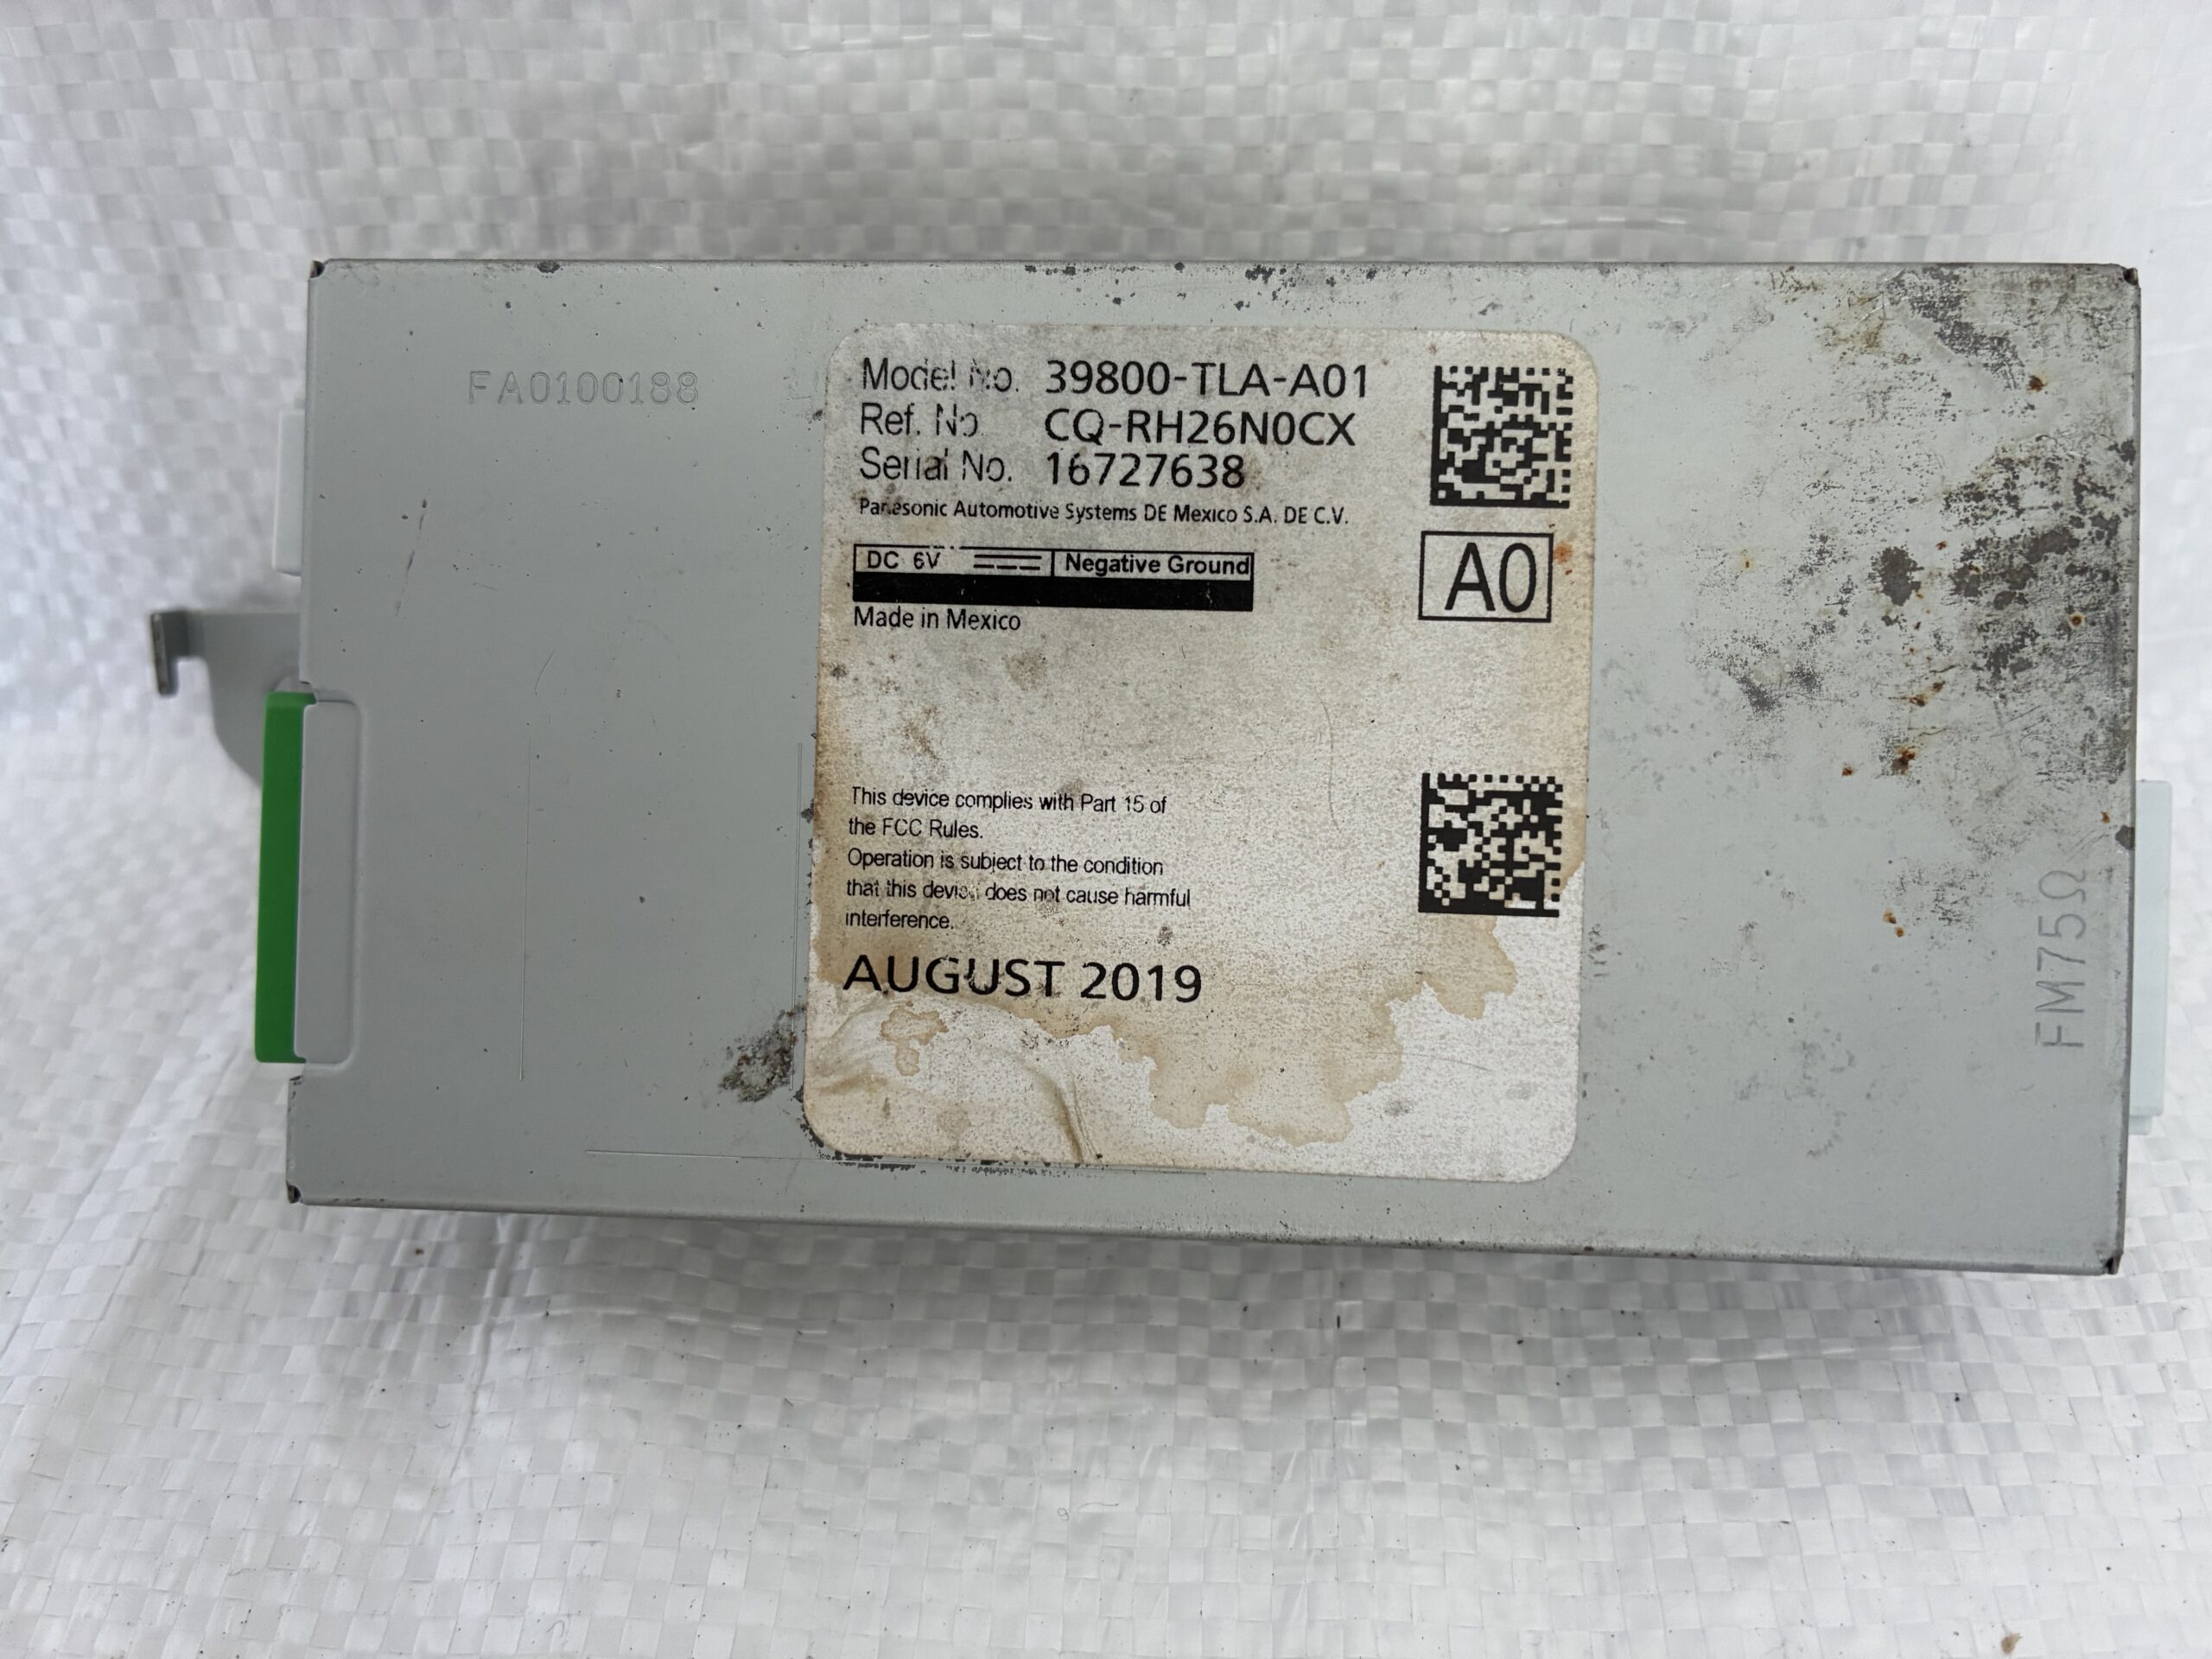 FA0100188
Model No. 39800-TLA-A01
Ref. No. CQ-RH26N0CX
Serial No. 16727638
Panasonic Automotive Systems DE Mexico S.A. DE C.V.
DC 6V Negative Ground
Made in Mexico
A0
This device complies with Part 15 of
the FCC Rules.
Operation is subject to the condition
that this device does not cause harmful
interference.
AUGUST 2019
FM75Ω